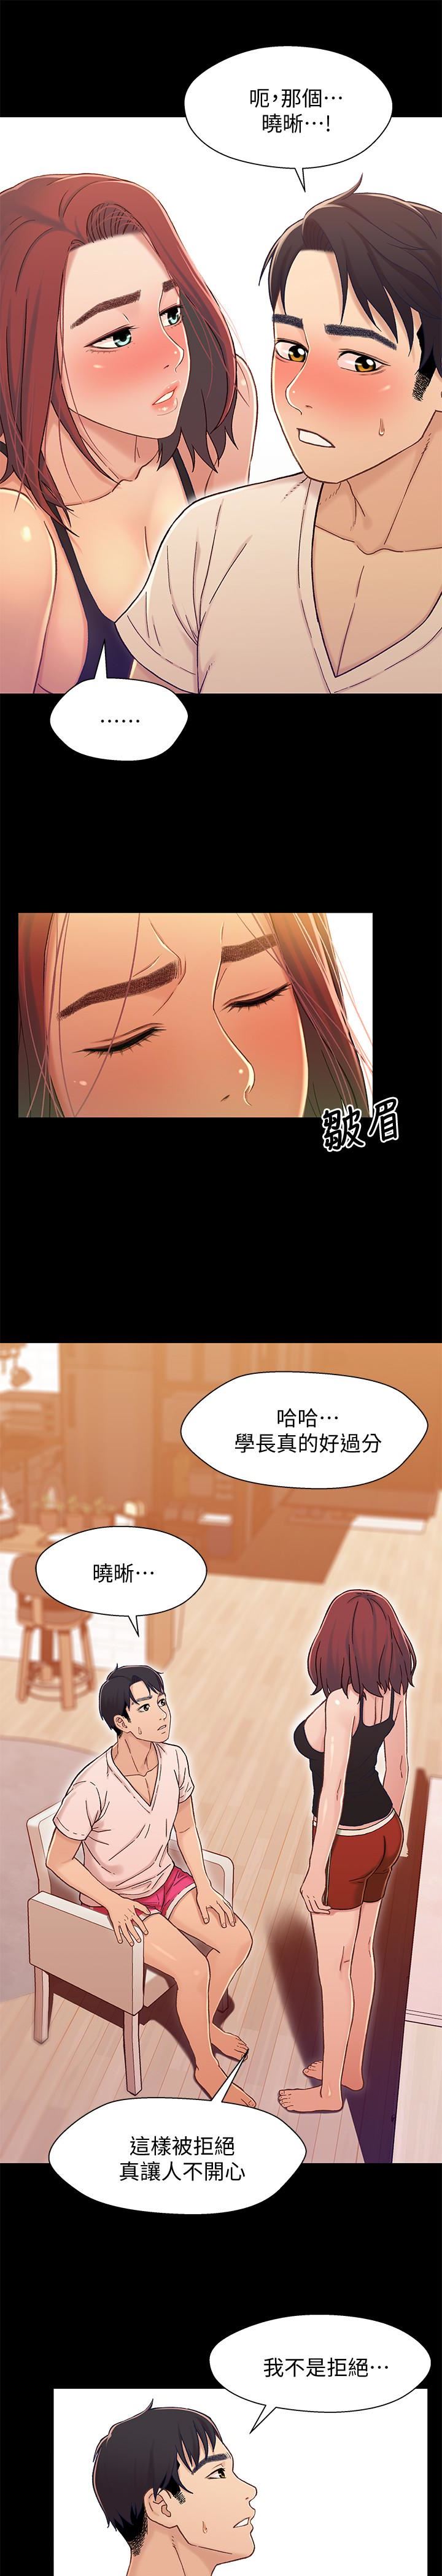 呃，那個⋯
曉晰⋯!
⋯⋯
皺眉
哈哈⋯
學長真的好過分
曉晰⋯
這樣被拒絕
真讓人不開心
我不是拒絕⋯